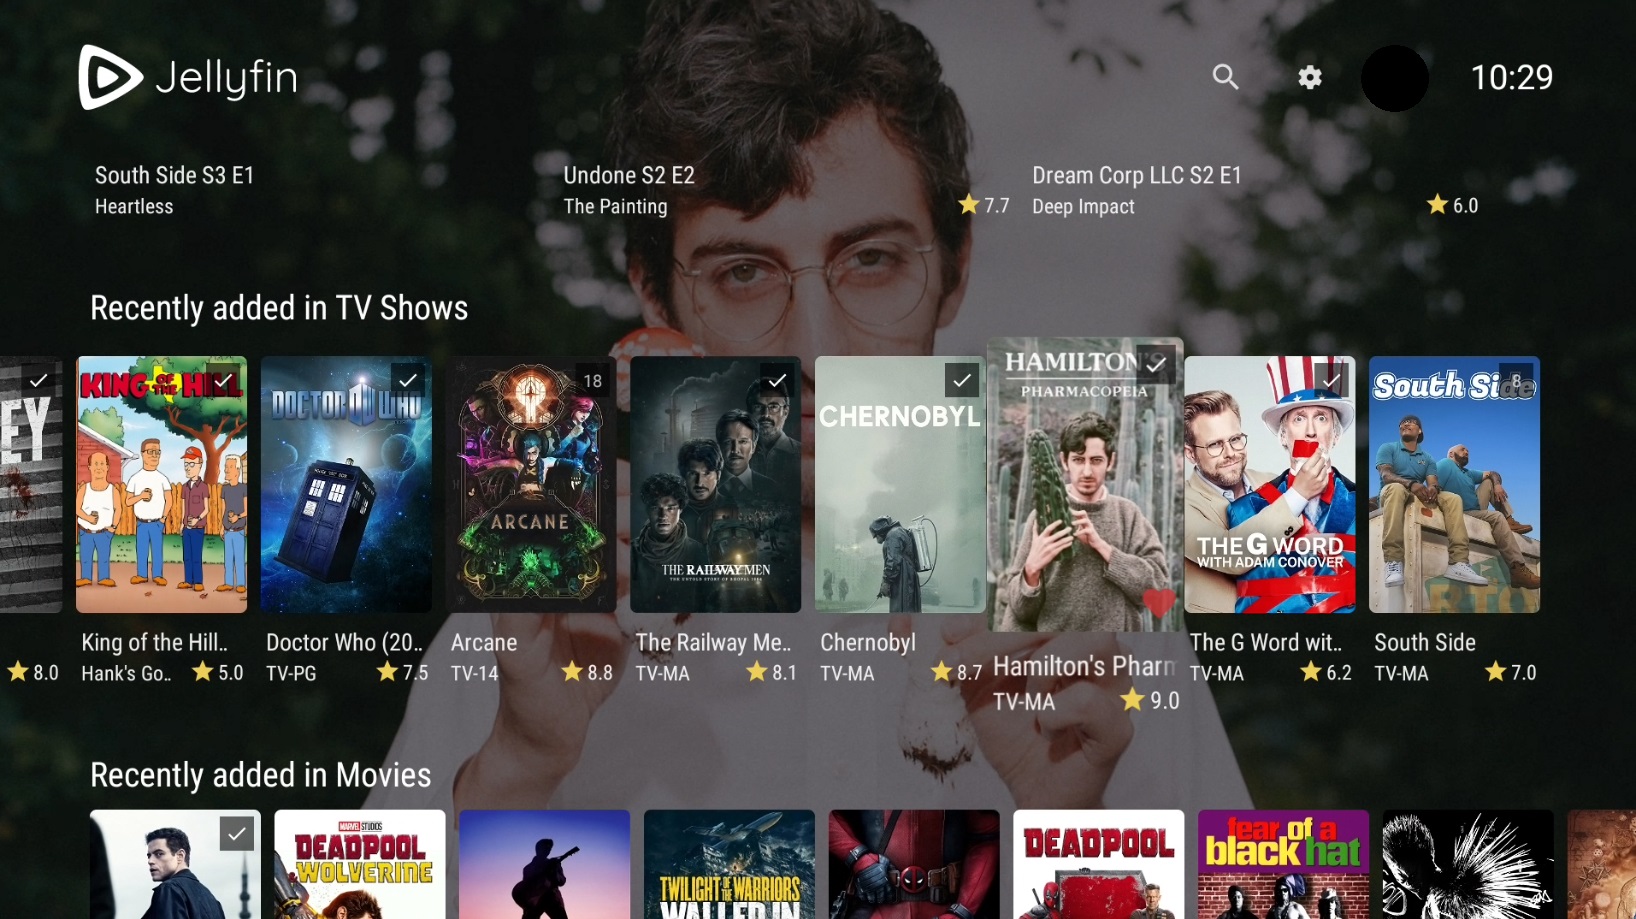 Jellyfin
10:29
South Side S3 E1
Heartless
Undone S2 E2
The Painting
7.7
Dream Corp LLC S2 E1
Deep Impact
6.0
Recently added in TV Shows
EY
KING OF THE HILL
DOCTOR WHO
18
ARCANE
THE RAILWAY MEN
THE UNTOLD STORY OF BHOPAL 1984
CHERNOBYL
HAMILTON'S
PHARMACOPEIA
THE G WORD
WITH ADAM CONOVER
South Side
8
8.0
King of the Hill..
Hank's Go..
5.0
Doctor Who (20..
TV-PG
7.5
Arcane
TV-14
8.8
The Railway Me..
TV-MA
8.1
Chernobyl
TV-MA
8.7
Hamilton's Pharm
TV-MA
9.0
The G Word wit..
TV-MA
6.2
South Side
TV-MA
7.0
Recently added in Movies
MARVEL STUDIOS
DEADPOOL
& WOLVERINE
TWILIGHT OF THE WARRIORS
WALLED IN
DEADPOOL
fear of a
black hat